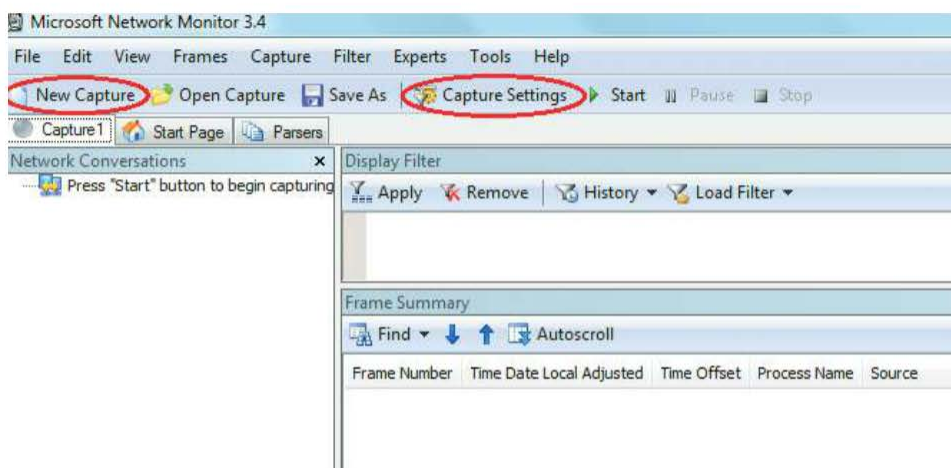 Microsoft Network Monitor 3.4
File Edit View Frames Capture Filter Experts Tools Help
New Capture Open Capture Save As Capture Settings Start Pause Stop
Capture1 Start Page Parsers
Network Conversations x
Press "Start" button to begin capturing
Display Filter
Apply Remove History Load Filter
Frame Summary
Find Autoscroll
Frame Number Time Date Local Adjusted Time Offset Process Name Source